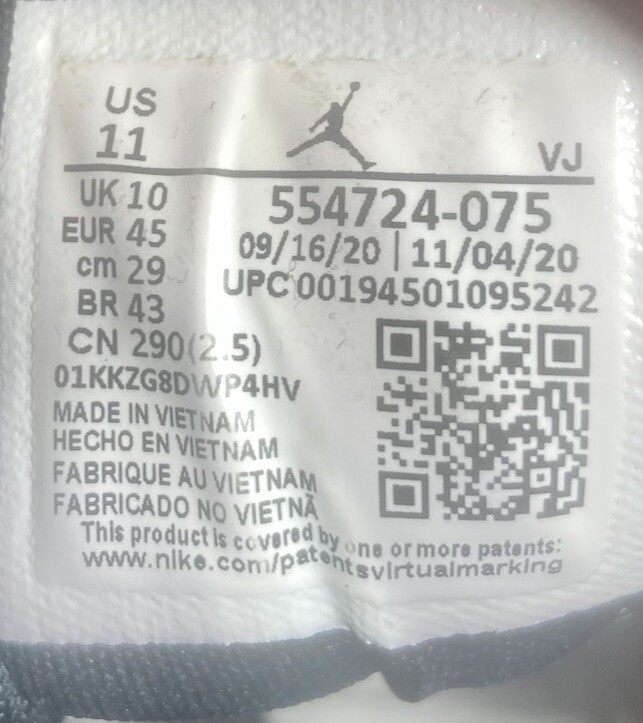 US
11
VJ
UK 10
EUR 45
cm 29
BR 43
CN 290(2.5)
554724-075
09/16/20 | 11/04/20
UPC 00194501095242
01KKZG8DWP4HV
MADE IN VIETNAM
HECHO EN VIETNAM
FABRIQUE AU VIETNAM
FABRICADO NO VIETNÃ
This product is covered by one or more patents:
www.nike.com/patentsvirtualmarking